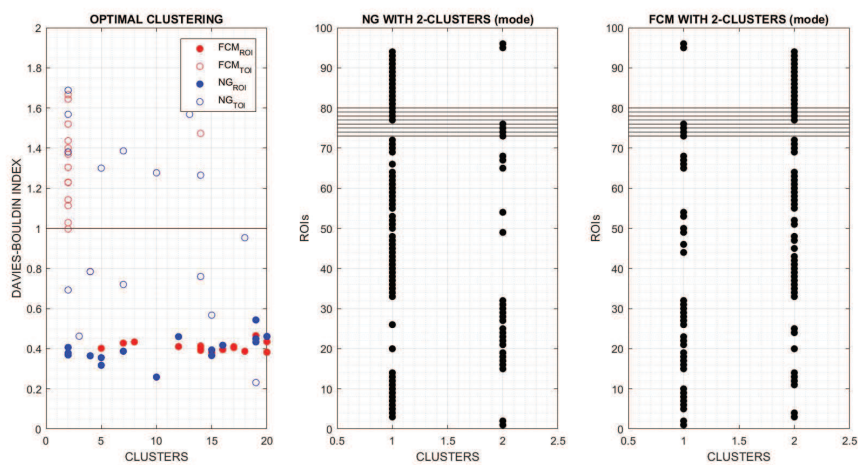 OPTIMAL CLUSTERING
FCM_ROI
FCM_TOI
NG_ROI
NG_TOI
DAVIES-BOULDIN INDEX
2
1.8
1.6
1.4
1.2
1
0.8
0.6
0.4
0.2
0
0 5 10 15 20
CLUSTERS
NG WITH 2-CLUSTERS (mode)
ROIs
100
90
80
70
60
50
40
30
20
10
0
0.5 1 1.5 2 2.5
CLUSTERS
FCM WITH 2-CLUSTERS (mode)
ROIs
100
90
80
70
60
50
40
30
20
10
0
0.5 1 1.5 2 2.5
CLUSTERS